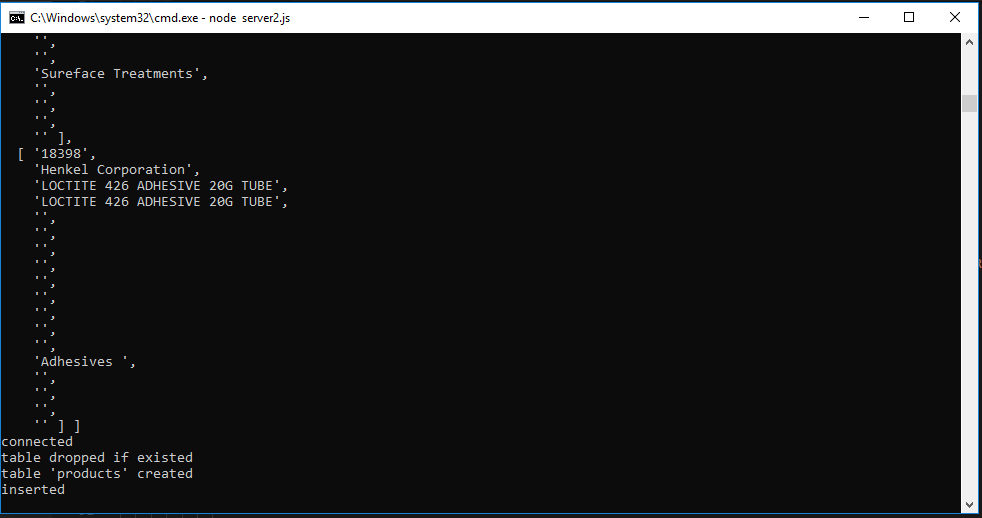 C:\Windows\system32\cmd.exe - node server2.js
'',
'',
'Sureface Treatments',
'',
'',
'',
'' ],
[ '18398',
'Henkel Corporation',
'LOCTITE 426 ADHESIVE 20G TUBE',
'LOCTITE 426 ADHESIVE 20G TUBE',
'',
'',
'',
'',
'',
'',
'',
'',
'',
'Adhesives ',
'',
'',
'',
'' ] ]
connected
table dropped if existed
table 'products' created
inserted